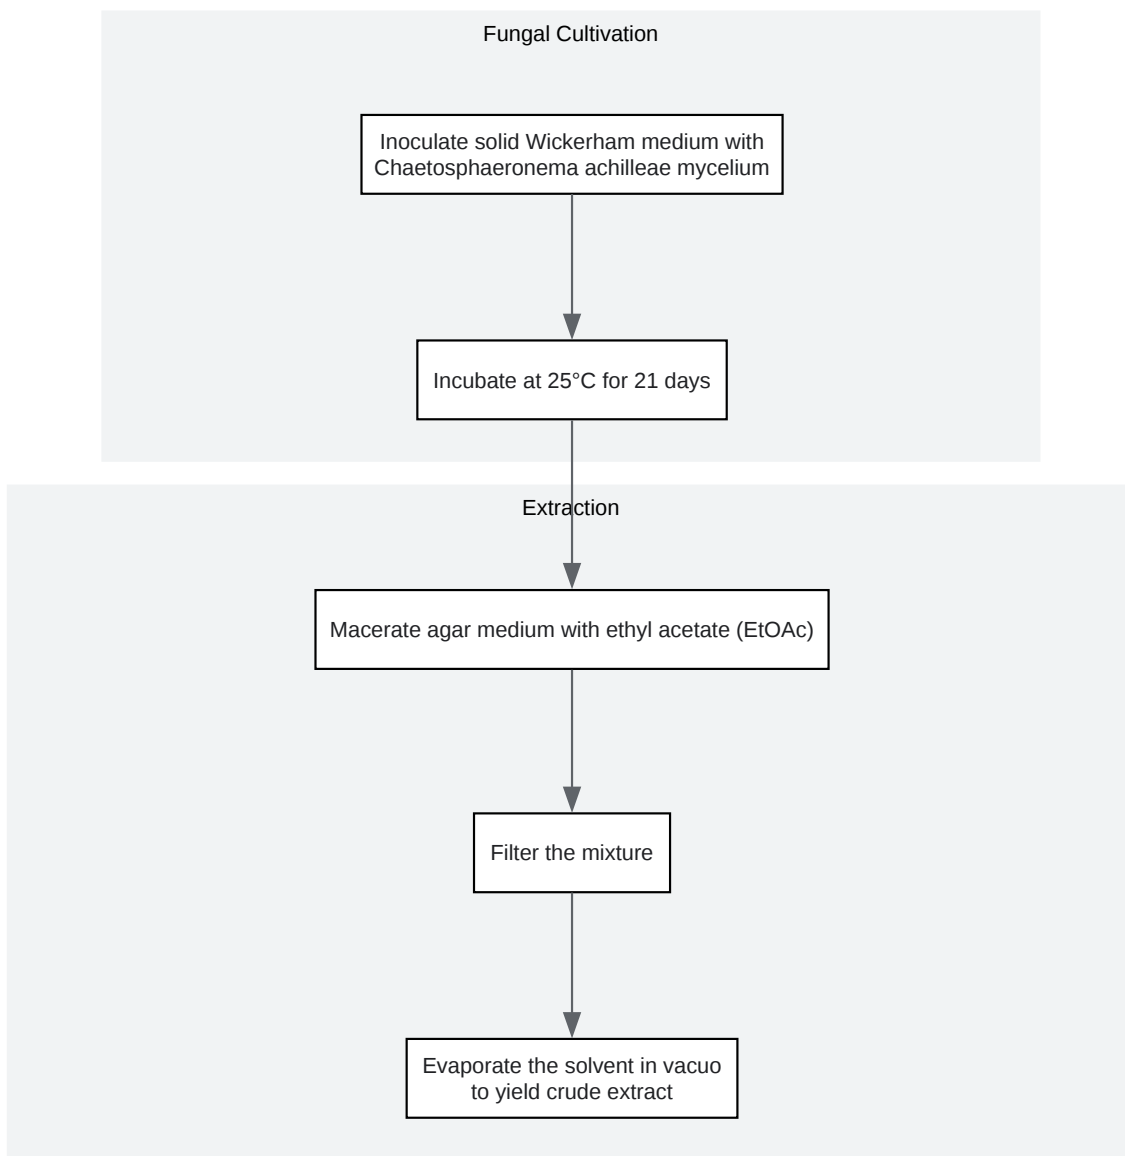 Fungal Cultivation
Inoculate solid Wickerham medium with
Chaetosphaeronema achilleae mycelium
Incubate at 25°C for 21 days
Extraction
Macerate agar medium with ethyl acetate (EtOAc)
Filter the mixture
Evaporate the solvent in vacuo
to yield crude extract